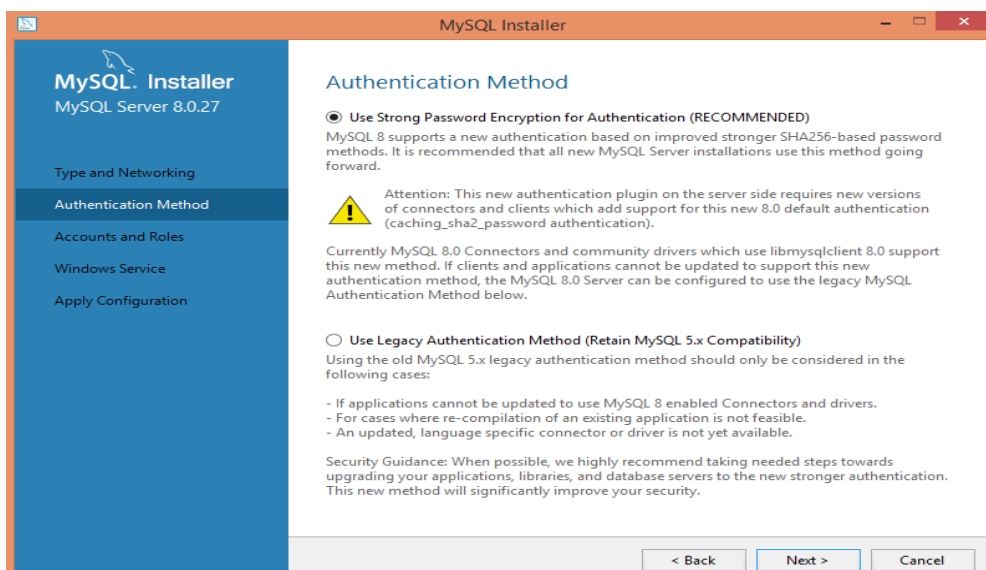 MySQL Installer
MySQL. Installer
MySQL Server 8.0.27
Type and Networking
Authentication Method
Accounts and Roles
Windows Service
Apply Configuration
Authentication Method
Use Strong Password Encryption for Authentication (RECOMMENDED)
MySQL 8 supports a new authentication based on improved stronger SHA256-based password
methods. It is recommended that all new MySQL Server installations use this method going
forward.
Attention: This new authentication plugin on the server side requires new versions
of connectors and clients which add support for this new 8.0 default authentication
(caching_sha2_password authentication).
Currently MySQL 8.0 Connectors and community drivers which use libmysqlclient 8.0 support
this new method. If clients and applications cannot be updated to support this new
authentication method, the MySQL 8.0 Server can be configured to use the legacy MySQL
Authentication Method below.
Use Legacy Authentication Method (Retain MySQL 5.x Compatibility)
Using the old MySQL 5.x legacy authentication method should only be considered in the
following cases:
- If applications cannot be updated to use MySQL 8 enabled Connectors and drivers.
- For cases where re-compilation of an existing application is not feasible.
- An updated, language specific connector or driver is not yet available.
Security Guidance: When possible, we highly recommend taking needed steps towards
upgrading your applications, libraries, and database servers to the new stronger authentication.
This new method will significantly improve your security.
< Back
Next >
Cancel